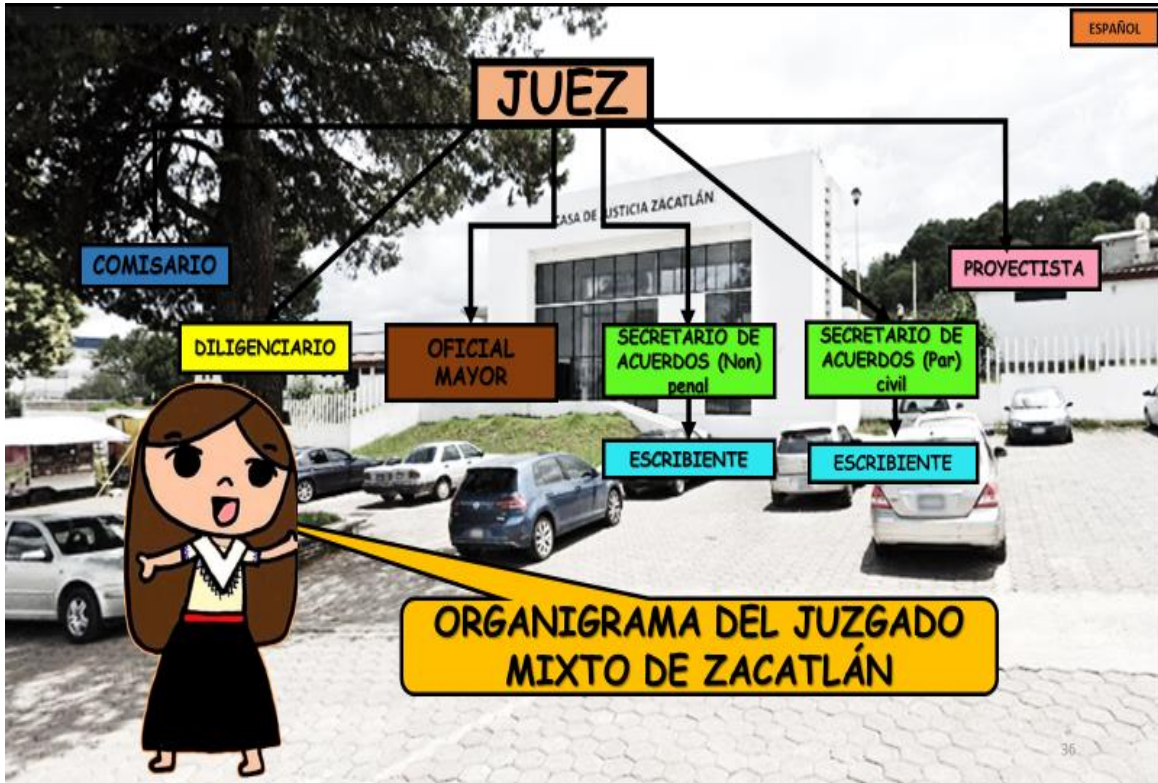 ESPAÑOL
JUEZ
CASA DE JUSTICIA ZACATLÁN
COMISARIO
PROYECTISTA
DILIGENCIARIO
OFICIAL
MAYOR
SECRETARIO DE
ACUERDOS (Non)
penal
SECRETARIO DE
ACUERDOS (Par)
civil
ESCRIBIENTE
ESCRIBIENTE
ORGANIGRAMA DEL JUZGADO
MIXTO DE ZACATLÁN
36